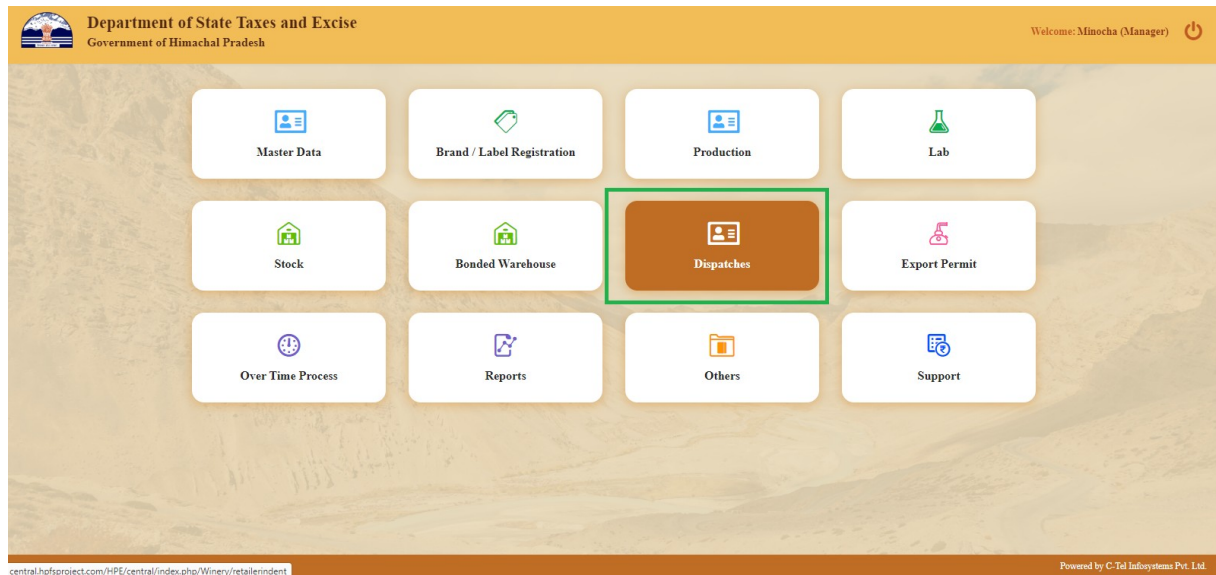 Department of State Taxes and Excise
Government of Himachal Pradesh
Welcome: Minocha (Manager)
Master Data
Brand / Label Registration
Production
Lab
Stock
Bonded Warehouse
Dispatches
Export Permit
Over Time Process
Reports
Others
Support
central.hpfsproject.com/HPE/central/index.php/Winery/retailerindent
Powered by C-Tel Infosystems Pvt. Ltd.